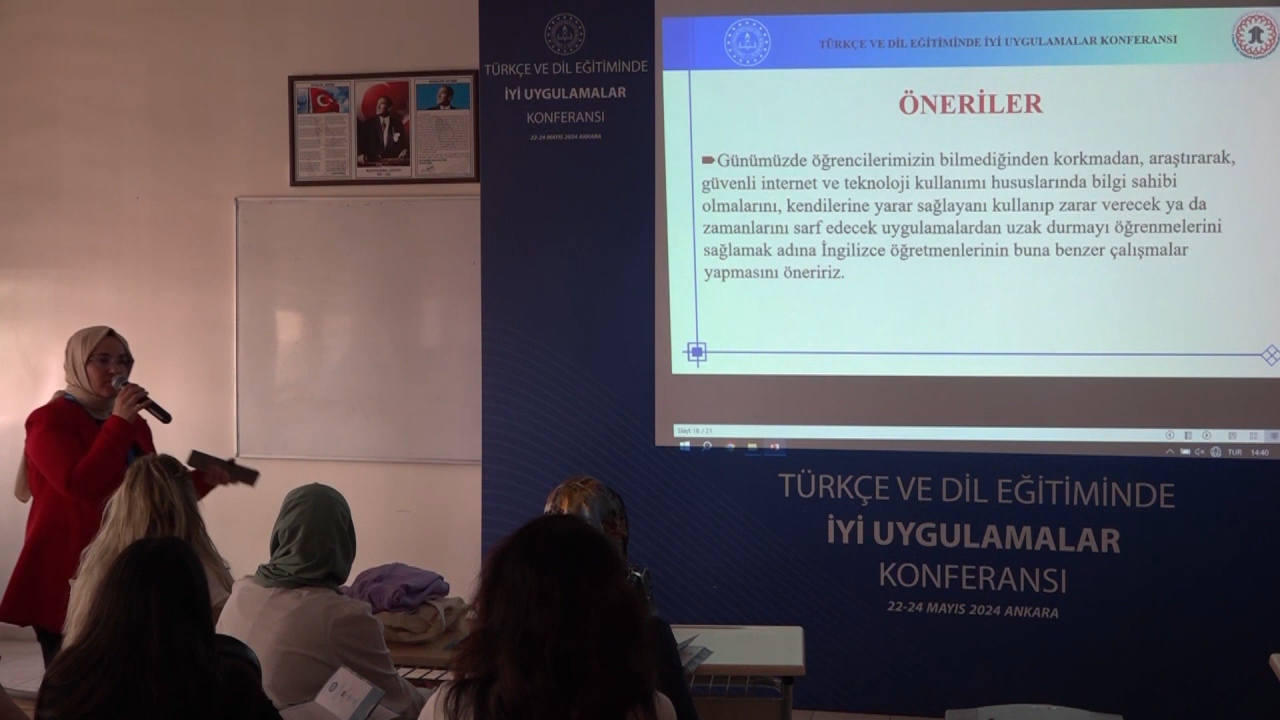 TÜRKÇE VE DİL EĞİTİMİNDE
İYİ UYGULAMALAR
KONFERANSI
22-24 MAYIS 2024 ANKARA
TÜRKÇE VE DİL EĞİTİMİNDE İYİ UYGULAMALAR KONFERANSI
ÖNERİLER
Günümüzde öğrencilerimizin bilmediğinden korkmadan, araştırarak,
güvenli internet ve teknoloji kullanımı hususlarında bilgi sahibi
olmalarını, kendilerine yarar sağlayanı kullanıp zarar verecek ya da
zamanlarını sarf edecek uygulamalardan uzak durmayı öğrenmelerini
sağlamak adına İngilizce öğretmenlerinin buna benzer çalışmalar
yapmasını öneririz.
Slayt 18 / 21
TUR 14:40
TÜRKÇE VE DİL EĞİTİMİNDE
İYİ UYGULAMALAR
KONFERANSI
22-24 MAYIS 2024 ANKARA